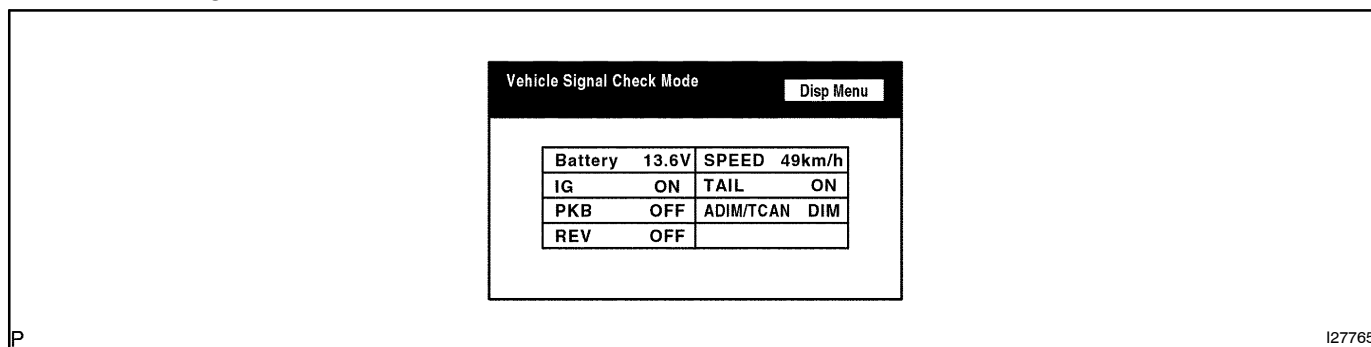 Vehicle Signal Check Mode
Disp Menu
Battery 13.6V SPEED 49km/h
IG ON TAIL ON
PKB OFF ADIM/TCAN DIM
REV OFF
P
I27765